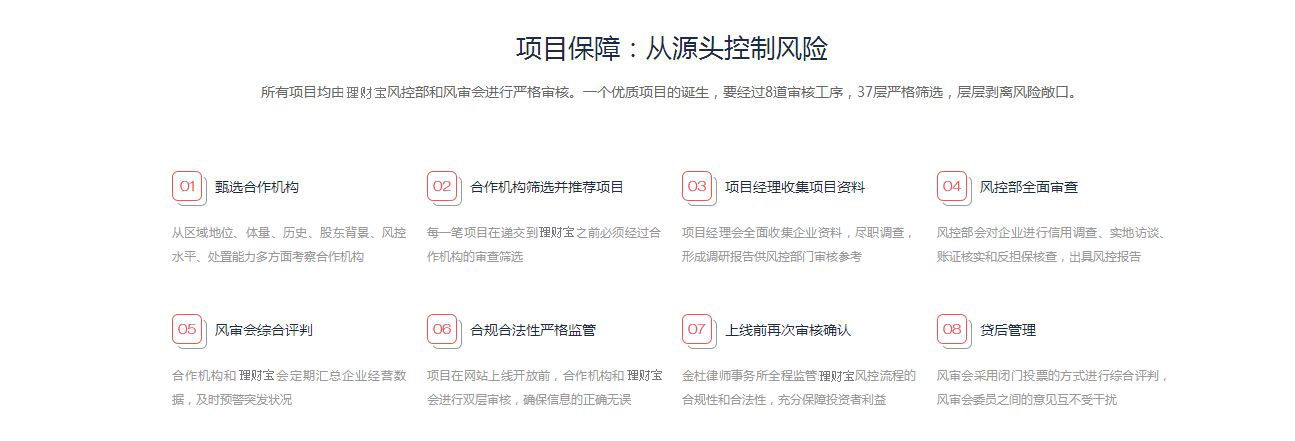 项目保障：从源头控制风险
所有项目均由理财宝风控部和风审会进行严格审核。一个优质项目的诞生，要经过8道审核工序，37层严格筛选，层层剥离风险敞口。
01 甄选合作机构
从区域地位、体量、历史、股东背景、风控
水平、处置能力多方面考察合作机构
02 合作机构筛选并推荐项目
每一笔项目在递交到理财宝之前必须经过合
作机构的审查筛选
03 项目经理收集项目资料
项目经理会全面收集企业资料，尽职调查，
形成调研报告供风控部门审核参考
04 风控部全面审查
风控部会对企业进行信用调查、实地访谈、
账证核实和反担保核查，出具风控报告
05 风审会综合评判
合作机构和理财宝会定期汇总企业经营数
据，及时预警突发状况
06 合规合法性严格监管
项目在网站上线开放前，合作机构和理财宝
会进行双层审核，确保信息的正确无误
07 上线前再次审核确认
金杜律师事务所全程监管理财宝风控流程的
合规性和合法性，充分保障投资者利益
08 贷后管理
风审会采用闭门投票的方式进行综合评判，
风审会委员之间的意见互不受干扰